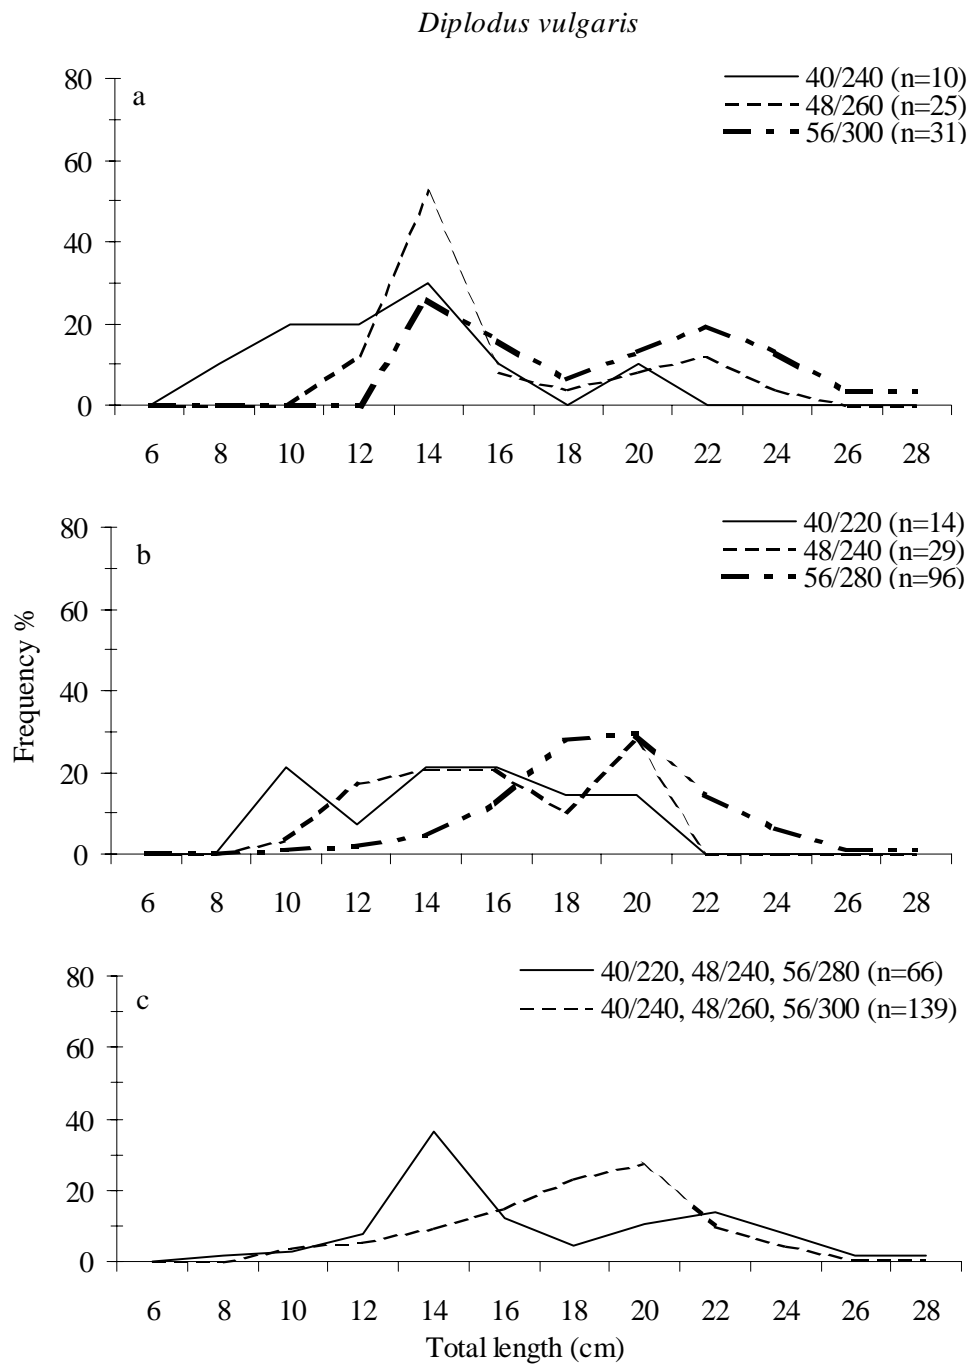 Diplodus vulgaris
80
60
40
20
0
a
40/240 (n=10)
48/260 (n=25)
56/300 (n=31)
6 8 10 12 14 16 18 20 22 24 26 28
80
60
40
20
0
b
40/220 (n=14)
48/240 (n=29)
56/280 (n=96)
6 8 10 12 14 16 18 20 22 24 26 28
Frequency %
80
60
40
20
0
c
40/220, 48/240, 56/280 (n=66)
40/240, 48/260, 56/300 (n=139)
6 8 10 12 14 16 18 20 22 24 26 28
Total length (cm)